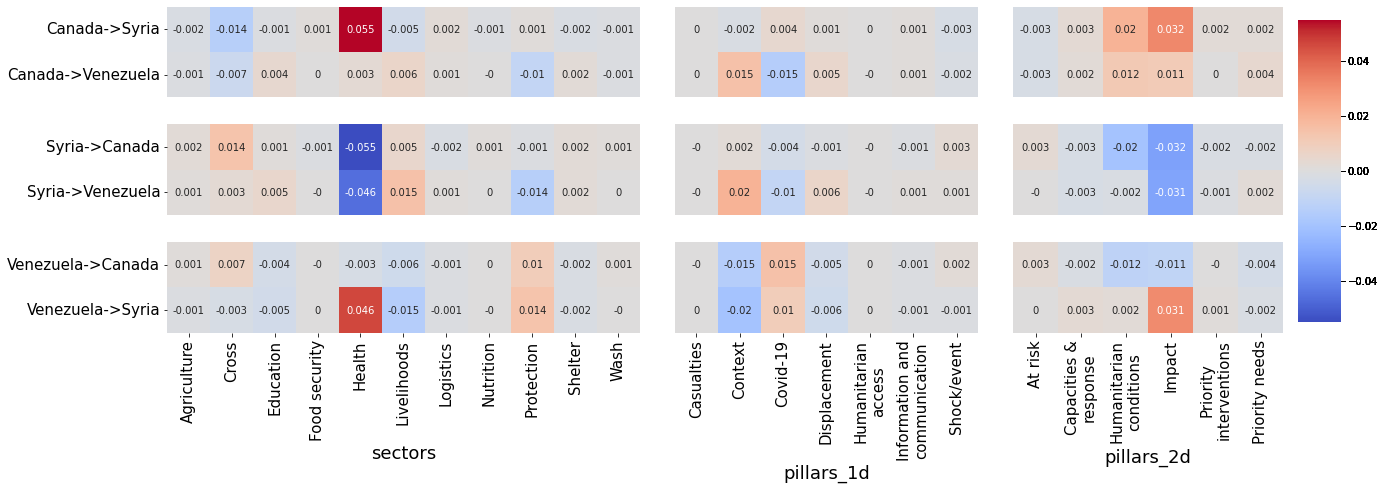 Canada->Syria -0.002 -0.014 -0.001 0.001 0.055 -0.005 0.002 -0.001 0.001 -0.002 -0.001 0 -0.002 0.004 0.001 0 0.001 -0.003 -0.003 0.003 0.02 0.032 0.002 0.002
Canada->Venezuela -0.001 -0.007 0.004 0 0.003 0.006 0.001 -0 -0.01 0.002 -0.001 0 0.015 -0.015 0.005 -0 0.001 -0.002 -0.003 0.002 0.012 0.011 0 0.004
Syria->Canada 0.002 0.014 0.001 -0.001 -0.055 0.005 -0.002 0.001 -0.001 0.002 0.001 -0 0.002 -0.004 -0.001 -0 -0.001 0.003 0.003 -0.003 -0.02 -0.032 -0.002 -0.002
Syria->Venezuela 0.001 0.003 0.005 -0 -0.046 0.015 0.001 0 -0.014 0.002 0 -0 0.02 -0.01 0.006 -0 0.001 0.001 -0 -0.003 -0.002 -0.031 -0.001 0.002
Venezuela->Canada 0.001 0.007 -0.004 -0 -0.003 -0.006 -0.001 0 0.01 -0.002 0.001 -0 -0.015 0.015 -0.005 0 -0.001 0.002 0.003 -0.002 -0.012 -0.011 -0 -0.004
Venezuela->Syria -0.001 -0.003 -0.005 0 0.046 -0.015 -0.001 -0 0.014 -0.002 -0 0 -0.02 0.01 -0.006 0 -0.001 -0.001 0 0.003 0.002 0.031 0.001 -0.002
Agriculture
Cross
Education
Food security
Health
Livelihoods
Logistics
Nutrition
Protection
Shelter
Wash
sectors
Casualties
Context
Covid-19
Displacement
Humanitarian
access
Information and
communication
Shock/event
pillars_1d
At risk
Capacities &
response
Humanitarian
conditions
Impact
Priority
interventions
Priority needs
pillars_2d
0.04
0.02
0.00
−0.02
−0.04